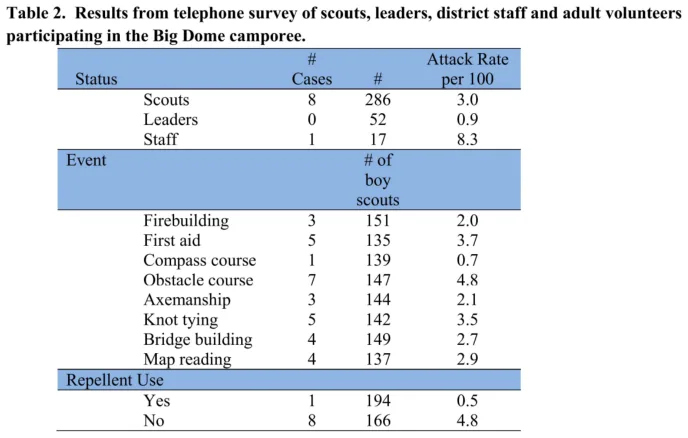 Table 2. Results from telephone survey of scouts, leaders, district staff and adult volunteers
participating in the Big Dome camporee.
Status # Cases # Attack Rate per 100
Scouts 8 286 3.0
Leaders 0 52 0.9
Staff 1 17 8.3
Event # of boy scouts
Firebuilding 3 151 2.0
First aid 5 135 3.7
Compass course 1 139 0.7
Obstacle course 7 147 4.8
Axemanship 3 144 2.1
Knot tying 5 142 3.5
Bridge building 4 149 2.7
Map reading 4 137 2.9
Repellent Use
Yes 1 194 0.5
No 8 166 4.8